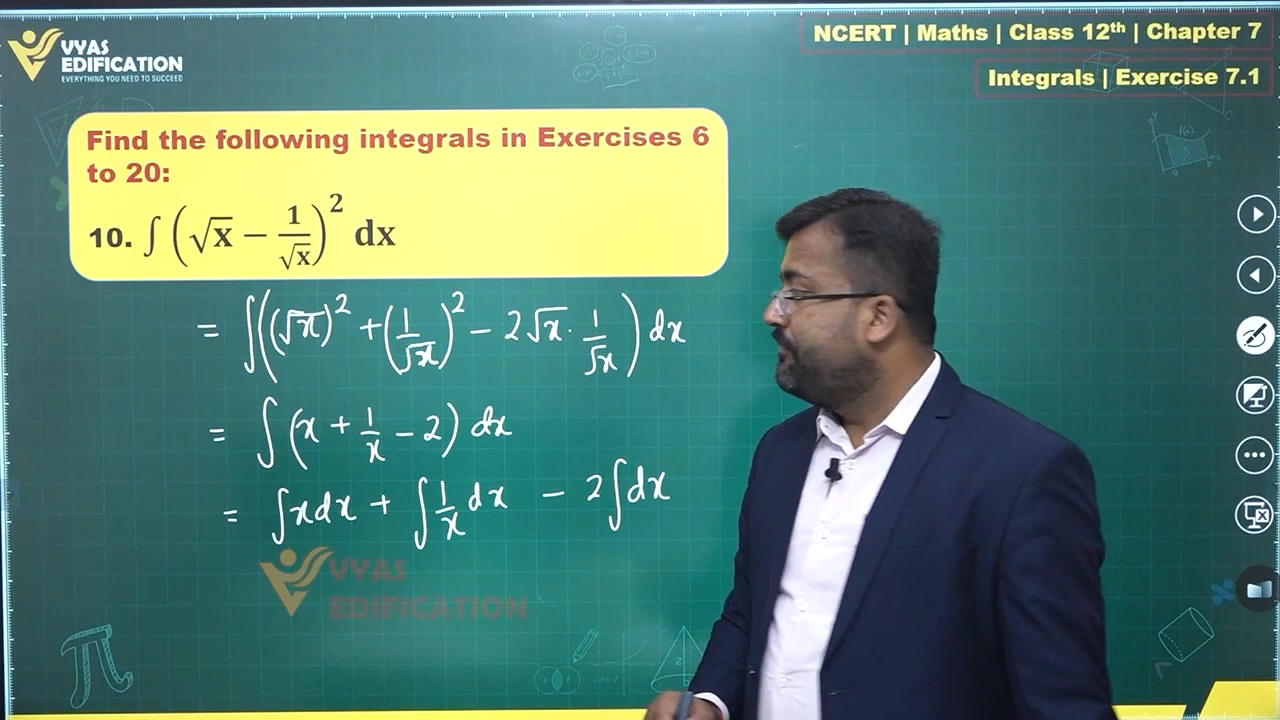 VYAS
EDIFICATION
EVERYTHING YOU NEED TO SUCCEED
NCERT | Maths | Class 12th | Chapter 7
Integrals | Exercise 7.1
Find the following integrals in Exercises 6
to 20:
10. ∫ (√x − 1/√x)² dx
= ∫((√x)² + (1/√x)² − 2√x · 1/√x) dx
= ∫ (x + 1/x − 2) dx
= ∫x dx + ∫ 1/x dx − 2∫dx
VYAS
EDIFICATION